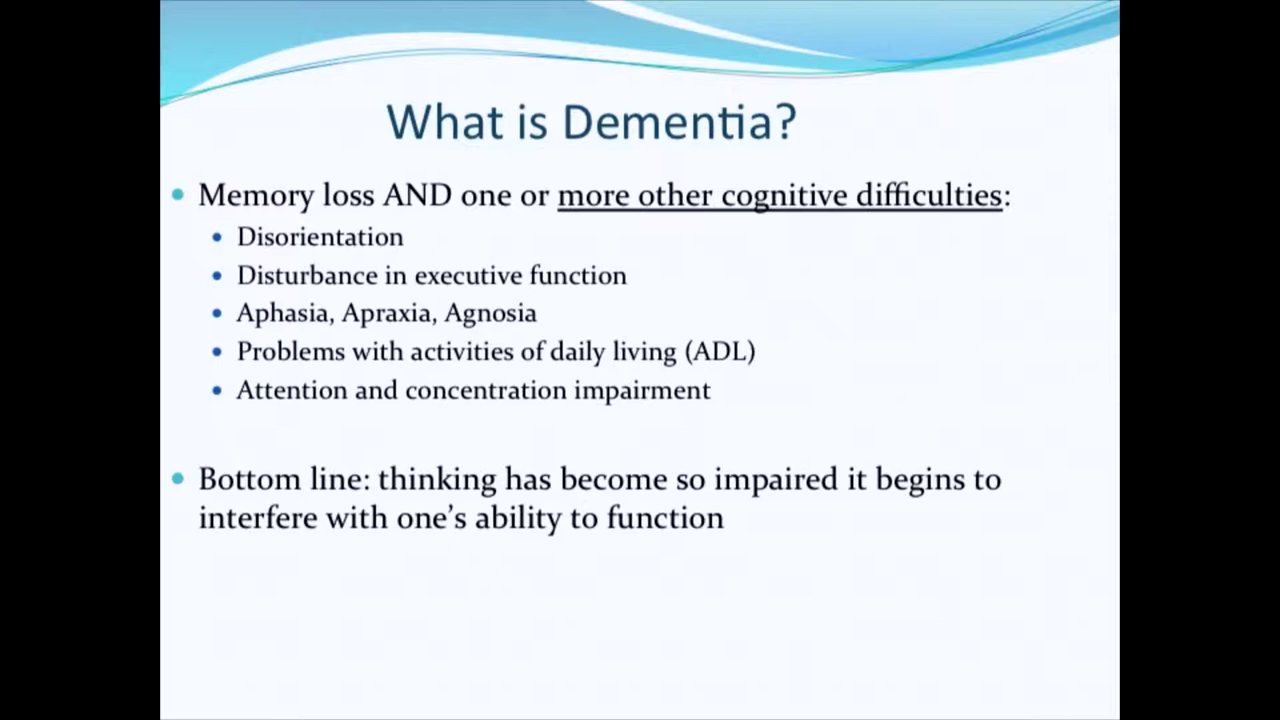 What is Dementia?
• Memory loss AND one or more other cognitive difficulties:
• Disorientation
• Disturbance in executive function
• Aphasia, Apraxia, Agnosia
• Problems with activities of daily living (ADL)
• Attention and concentration impairment
• Bottom line: thinking has become so impaired it begins to
interfere with one’s ability to function